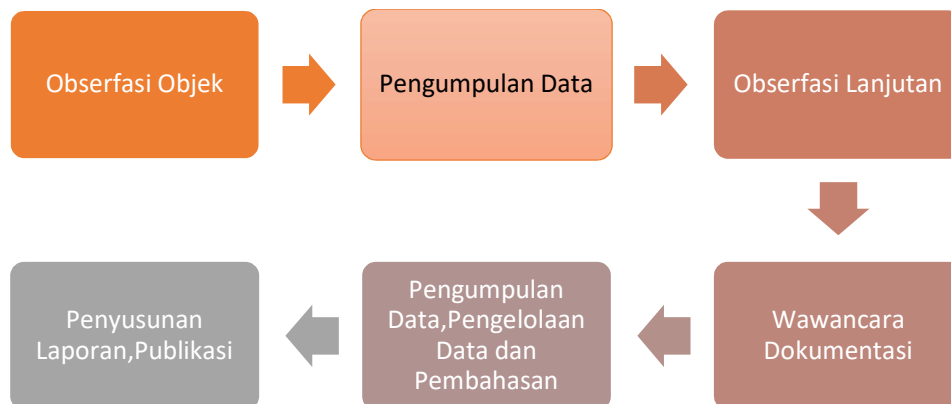 Obserfasi Objek
Pengumpulan Data
Obserfasi Lanjutan
Wawancara
Dokumentasi
Pengumpulan
Data,Pengelolaan
Data dan
Pembahasan
Penyusunan
Laporan,Publikasi